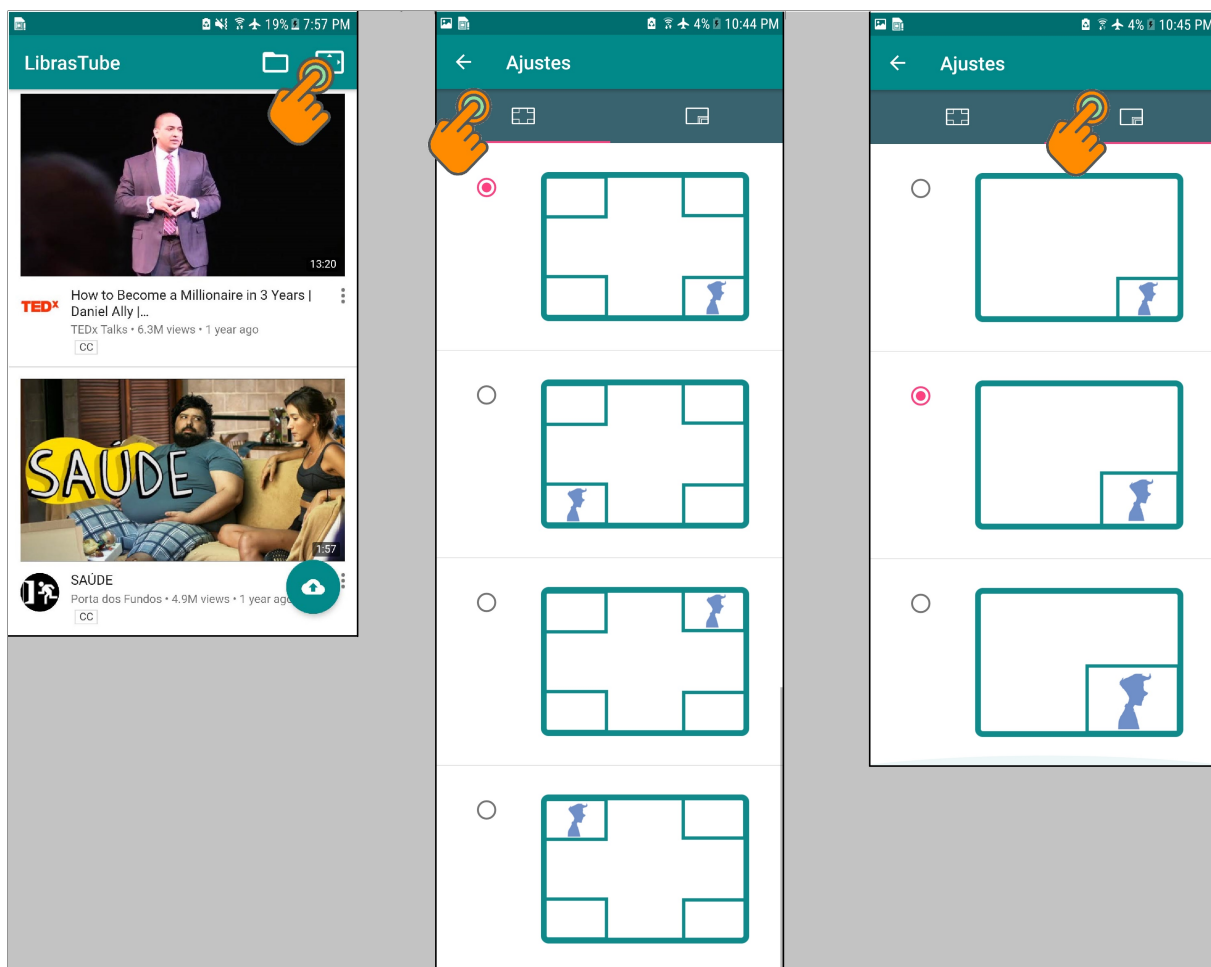 19% 7:57 PM
LibrasTube
13:20
TEDx
How to Become a Millionaire in 3 Years |
Daniel Ally |...
TEDx Talks • 6.3M views • 1 year ago
CC
SAÚDE
1:57
SAÚDE
Porta dos Fundos • 4.9M views • 1 year ago
CC
4% 10:44 PM
Ajustes
4% 10:45 PM
Ajustes